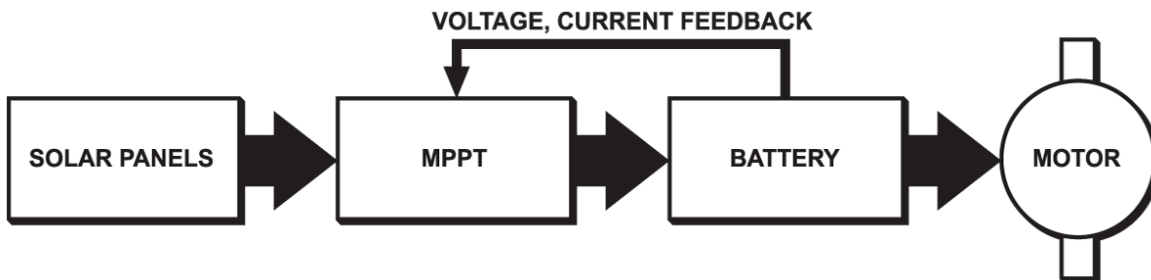 VOLTAGE, CURRENT FEEDBACK
SOLAR PANELS
MPPT
BATTERY
MOTOR